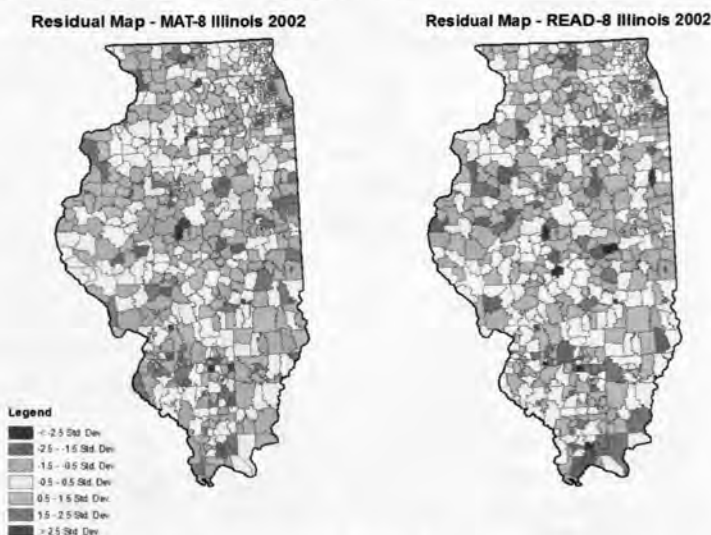 Residual Map - MAT-8 Illinois 2002
Residual Map - READ-8 Illinois 2002
Legend
< -2.5 Std. Dev.
-2.5 - -1.5 Std. Dev.
-1.5 - -0.5 Std. Dev.
-0.5 - 0.5 Std. Dev.
0.5 - 1.5 Std. Dev.
1.5 - 2.5 Std. Dev.
> 2.5 Std. Dev.